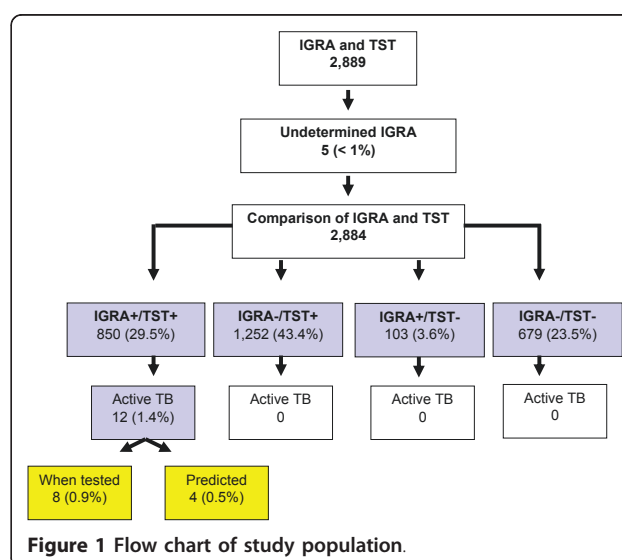 IGRA and TST
2,889
Undetermined IGRA
5 (< 1%)
Comparison of IGRA and TST
2,884
IGRA+/TST+
850 (29.5%)
IGRA-/TST+
1,252 (43.4%)
IGRA+/TST-
103 (3.6%)
IGRA-/TST-
679 (23.5%)
Active TB
12 (1.4%)
Active TB
0
Active TB
0
Active TB
0
When tested
8 (0.9%)
Predicted
4 (0.5%)
Figure 1 Flow chart of study population.